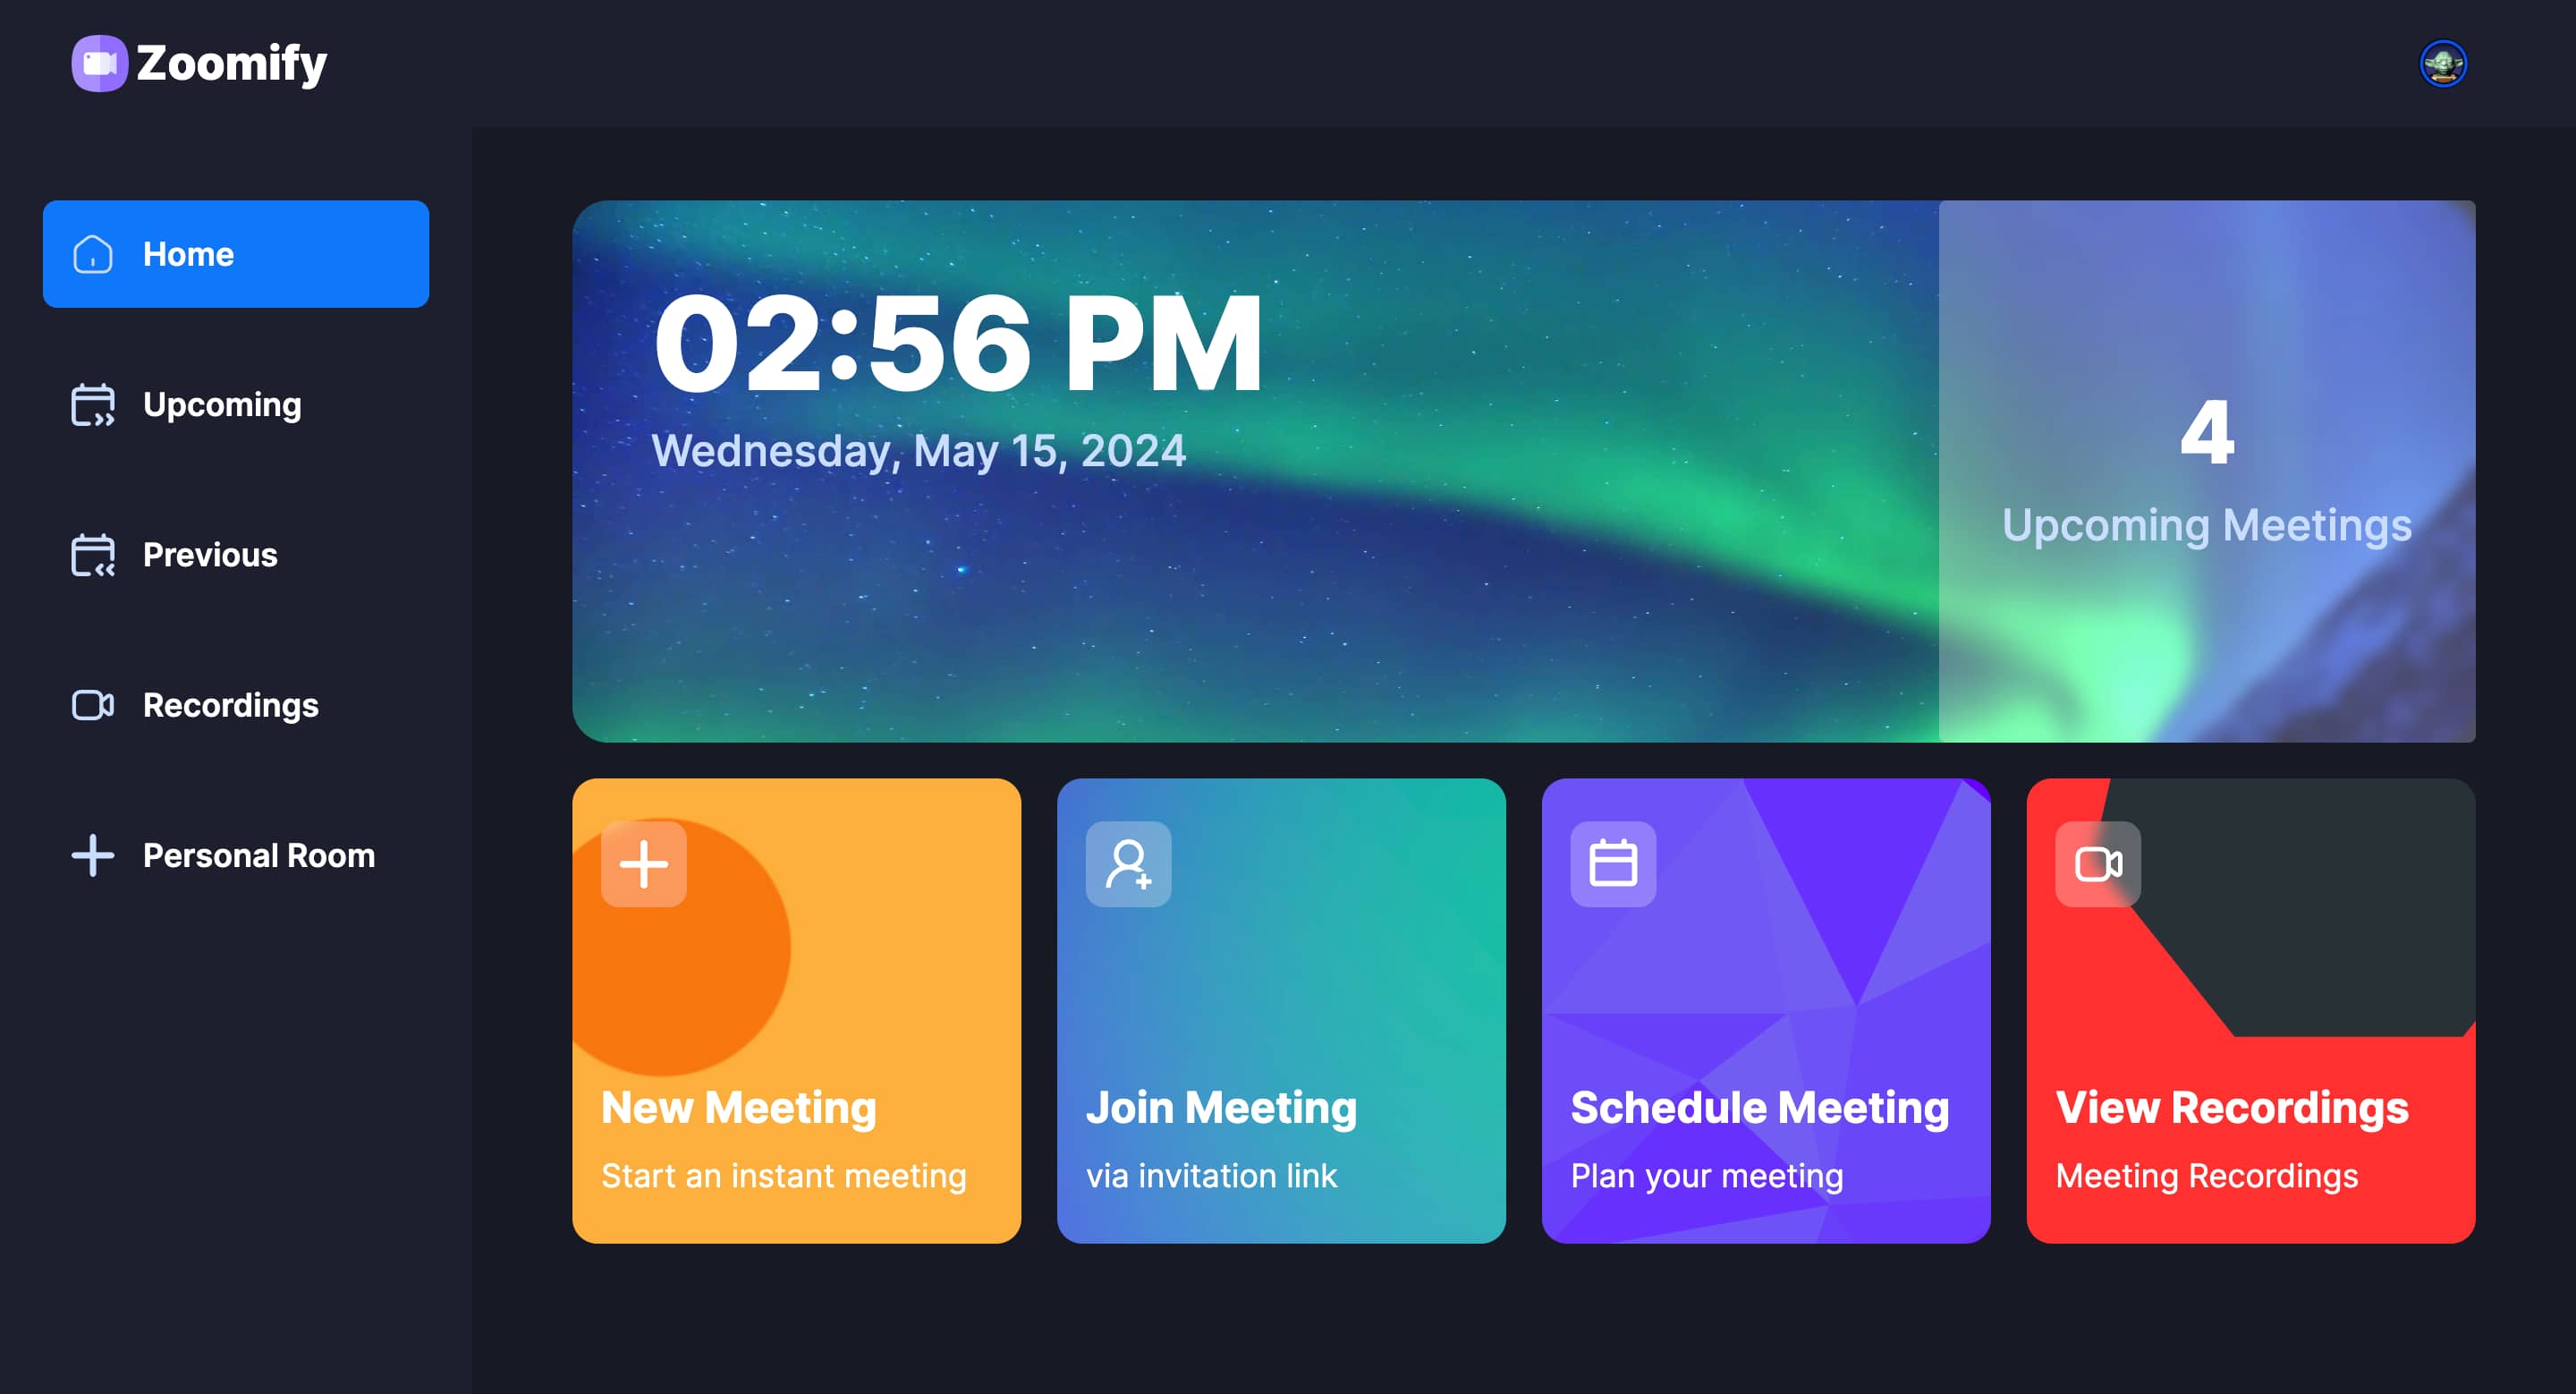 Zoomify
Home
Upcoming
Previous
Recordings
Personal Room
02:56 PM
Wednesday, May 15, 2024
4
Upcoming Meetings
New Meeting
Start an instant meeting
Join Meeting
via invitation link
Schedule Meeting
Plan your meeting
View Recordings
Meeting Recordings